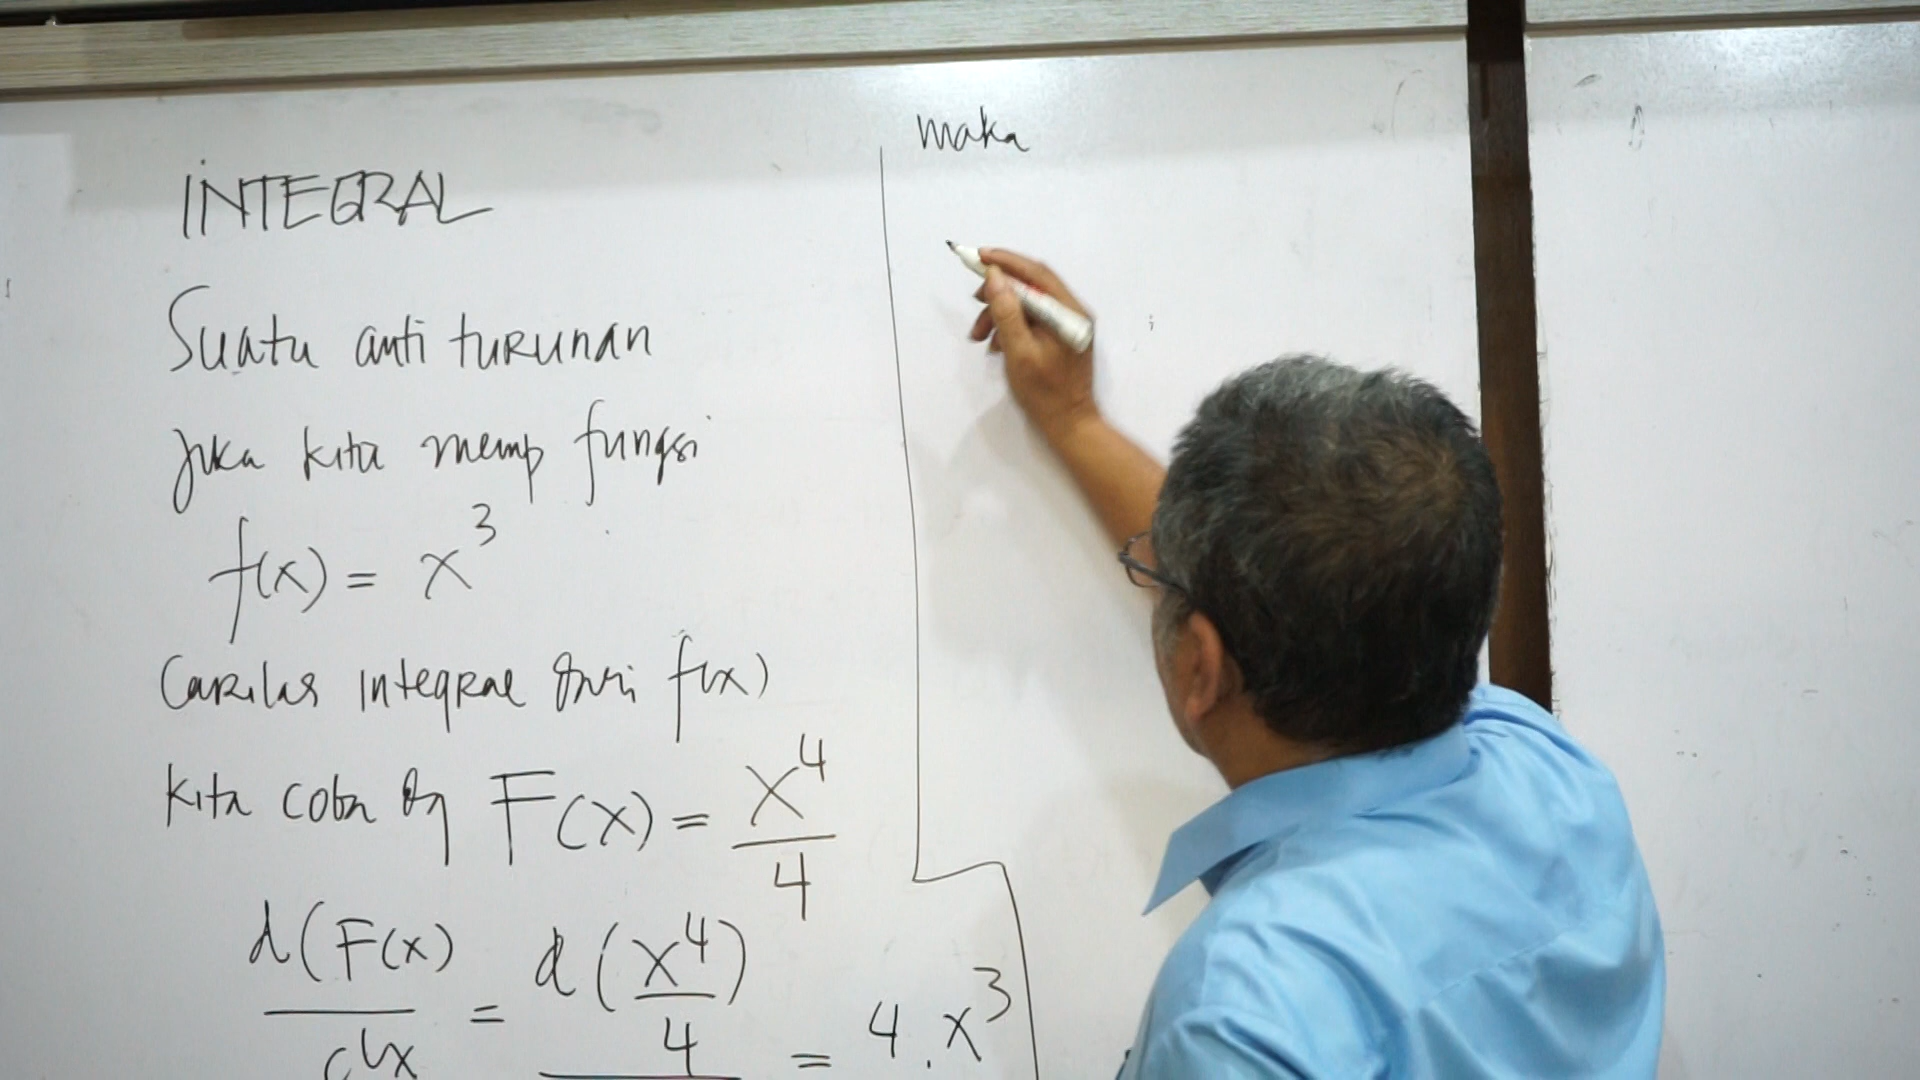 INTEGRAL
Suatu anti turunan
jika kita memp fungsi
f(x) = x³
Carilah integral dari f(x)
kita coba dg F(x) = x⁴/4
d(F(x)/dx = d(x⁴/4)/ = 4.x³
maka